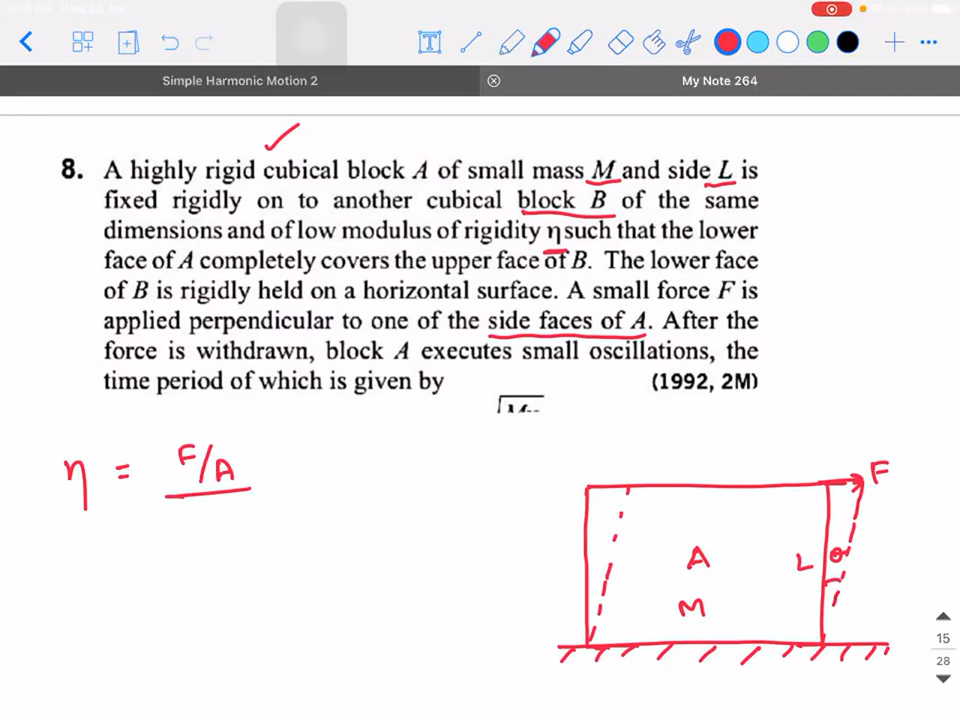 Simple Harmonic Motion 2
My Note 264
8. A highly rigid cubical block A of small mass M and side L is
fixed rigidly on to another cubical block B of the same
dimensions and of low modulus of rigidity η such that the lower
face of A completely covers the upper face of B. The lower face
of B is rigidly held on a horizontal surface. A small force F is
applied perpendicular to one of the side faces of A. After the
force is withdrawn, block A executes small oscillations, the
time period of which is given by (1992, 2M)
η = F/A
F
A
L
θ
M
15
28